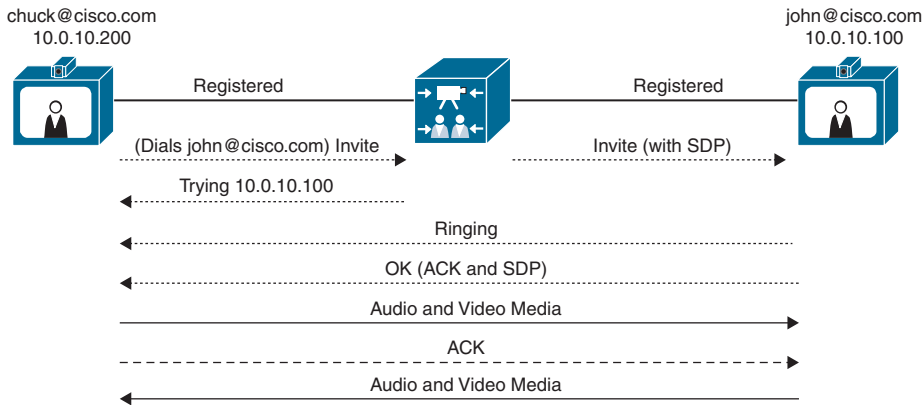 chuck@cisco.com
10.0.10.200
john@cisco.com
10.0.10.100
Registered
Registered
(Dials john@cisco.com) Invite
Invite (with SDP)
Trying 10.0.10.100
Ringing
OK (ACK and SDP)
Audio and Video Media
ACK
Audio and Video Media